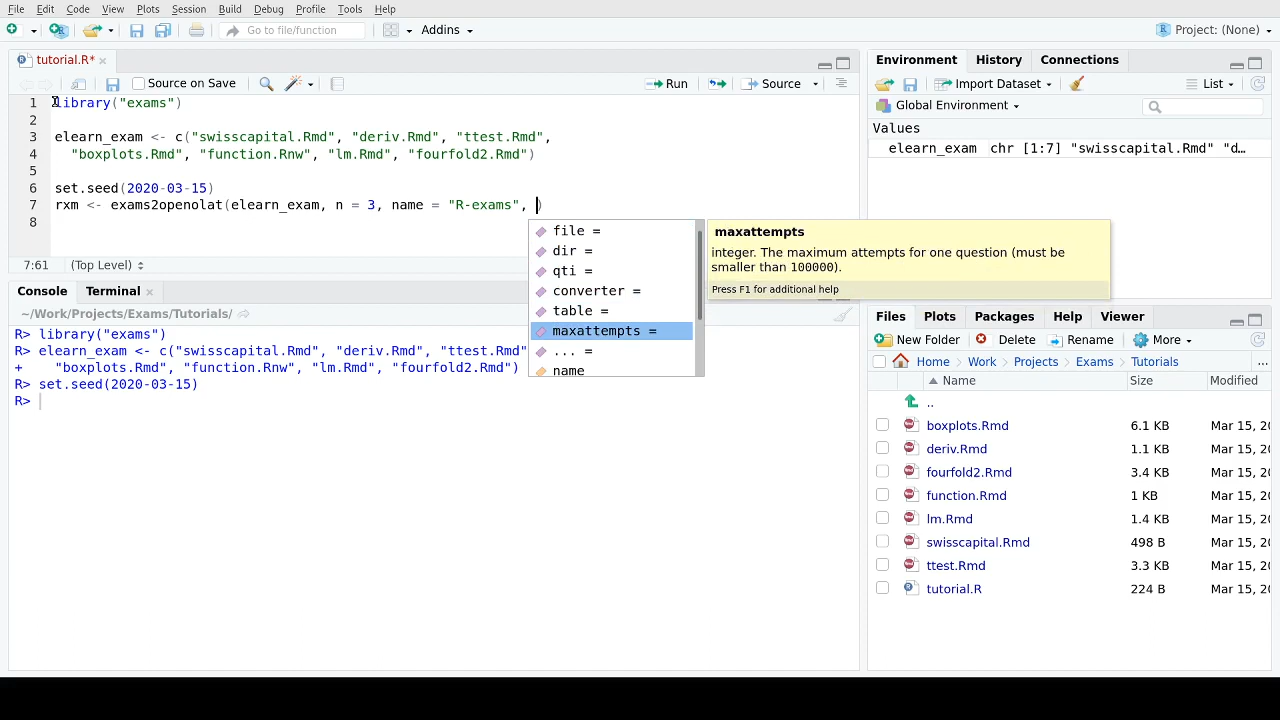 File Edit Code View Plots Session Build Debug Profile Tools Help
Go to file/function Addins Project: (None)
tutorial.R* ×
Source on Save Run Source
1 library("exams")
2
3 elearn_exam <- c("swisscapital.Rmd", "deriv.Rmd", "ttest.Rmd",
4 "boxplots.Rmd", "function.Rnw", "lm.Rmd", "fourfold2.Rmd")
5
6 set.seed(2020-03-15)
7 rxm <- exams2openolat(elearn_exam, n = 3, name = "R-exams", )
8
file =
dir =
qti =
converter =
table =
maxattempts =
... =
name
maxattempts
integer. The maximum attempts for one question (must be
smaller than 100000).
Press F1 for additional help
7:61 (Top Level)
Console Terminal ×
~/Work/Projects/Exams/Tutorials/
R> library("exams")
R> elearn_exam <- c("swisscapital.Rmd", "deriv.Rmd", "ttest.Rmd"
+ "boxplots.Rmd", "function.Rnw", "lm.Rmd", "fourfold2.Rmd")
R> set.seed(2020-03-15)
R>
Environment History Connections
Import Dataset List
Global Environment
Values
elearn_exam chr [1:7] "swisscapital.Rmd" "d…
Files Plots Packages Help Viewer
New Folder Delete Rename More
Home > Work > Projects > Exams > Tutorials ...
Name Size Modified
..
boxplots.Rmd 6.1 KB Mar 15, 20
deriv.Rmd 1.1 KB Mar 15, 20
fourfold2.Rmd 3.4 KB Mar 15, 20
function.Rmd 1 KB Mar 15, 20
lm.Rmd 1.4 KB Mar 15, 20
swisscapital.Rmd 498 B Mar 15, 20
ttest.Rmd 3.3 KB Mar 15, 20
tutorial.R 224 B Mar 15, 20